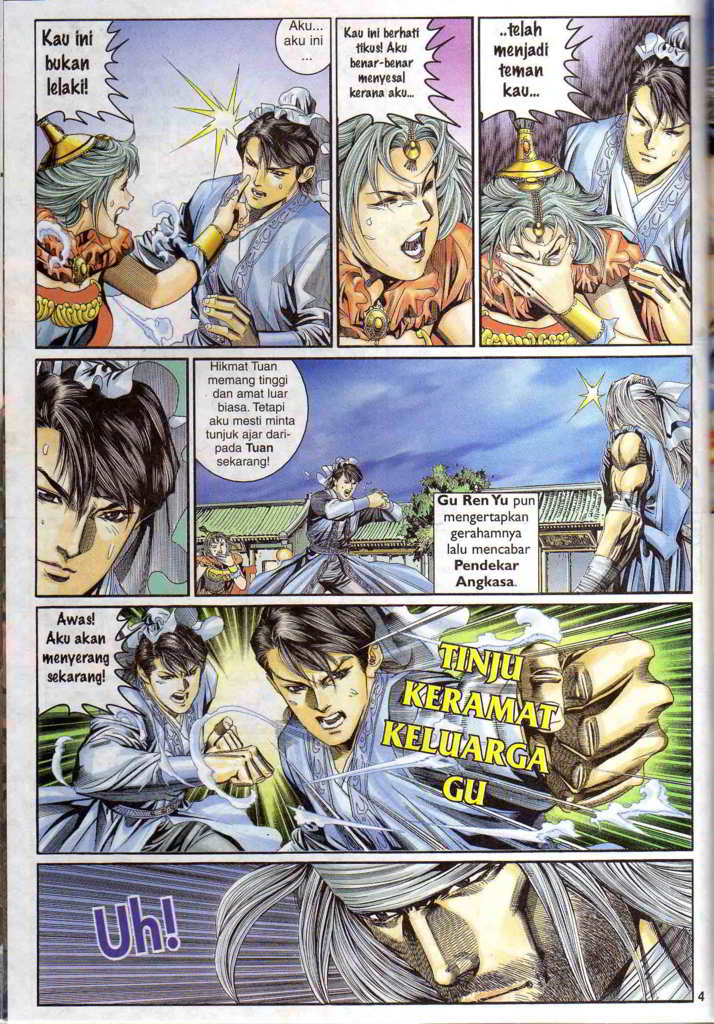 Kau ini
bukan
lelaki!
Aku...
aku ini
...
Kau ini berhati
tikus! Aku
benar-benar
menyesal
kerana aku...
..telah
menjadi
teman
kau...
Hikmat Tuan
memang tinggi
dan amat luar
biasa. Tetapi
aku mesti minta
tunjuk ajar dari-
pada Tuan
sekarang!
Gu Ren Yu pun
mengertapkan
gerahamnya
lalu mencabar
Pendekar
Angkasa.
Awas!
Aku akan
menyerang
sekarang!
TINJU
KERAMAT
KELUARGA
GU
Uh!
4